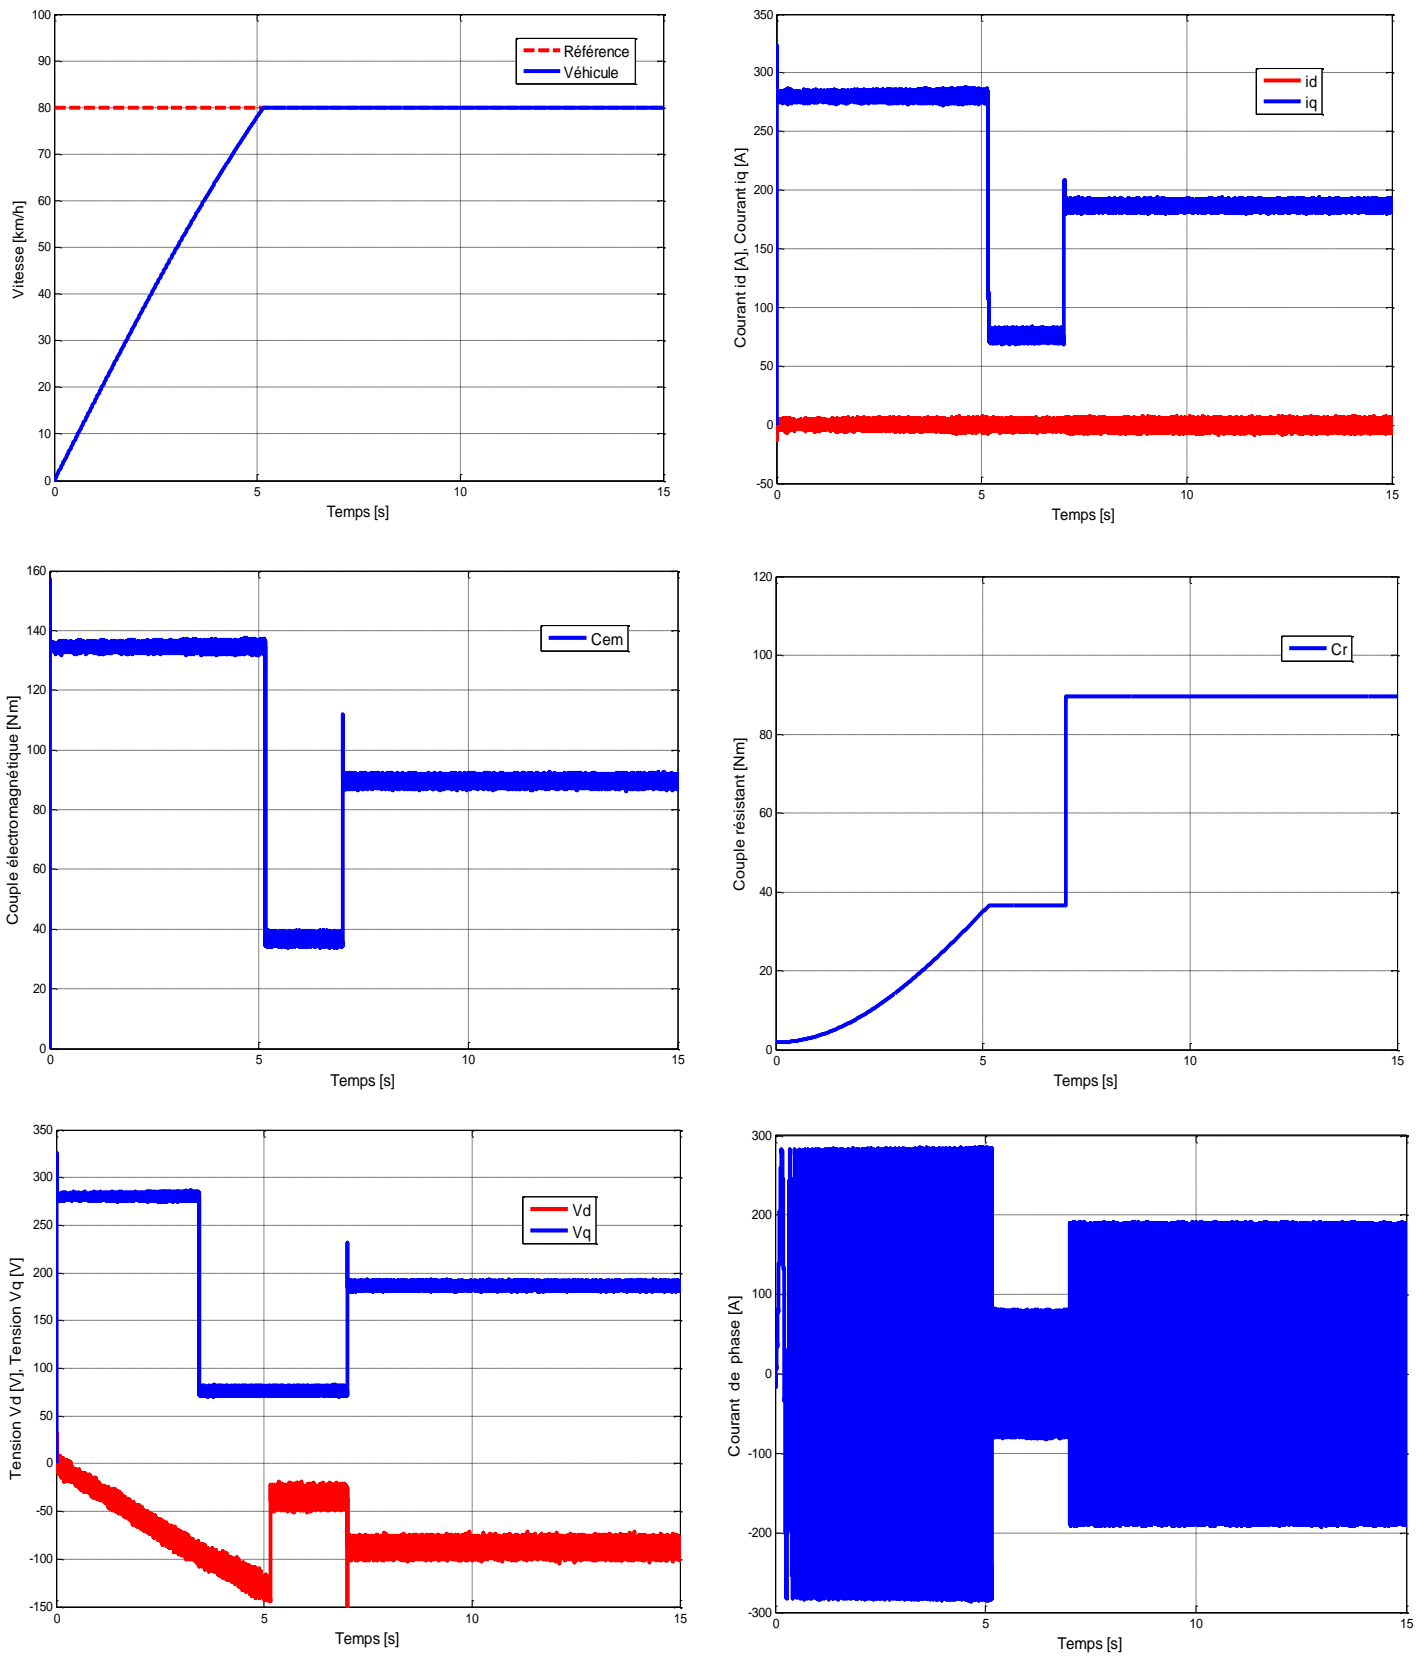 100
90
80
70
60
50
40
30
20
10
0
Vitesse [km/h]
Référence
Véhicule
0 5 10 15
Temps [s]
350
300
250
200
150
100
50
0
-50
Courant id [A], Courant iq [A]
id
iq
0 5 10 15
Temps [s]
160
140
120
100
80
60
40
20
0
Couple électromagnétique [Nm]
Cem
0 5 10 15
Temps [s]
120
100
80
60
40
20
0
Couple résistant [Nm]
Cr
0 5 10 15
Temps [s]
350
300
250
200
150
100
50
0
-50
-100
-150
Tension Vd [V], Tension Vq [V]
Vd
Vq
0 5 10 15
Temps [s]
300
200
100
0
-100
-200
-300
Courant de phase [A]
0 5 10 15
Temps [s]